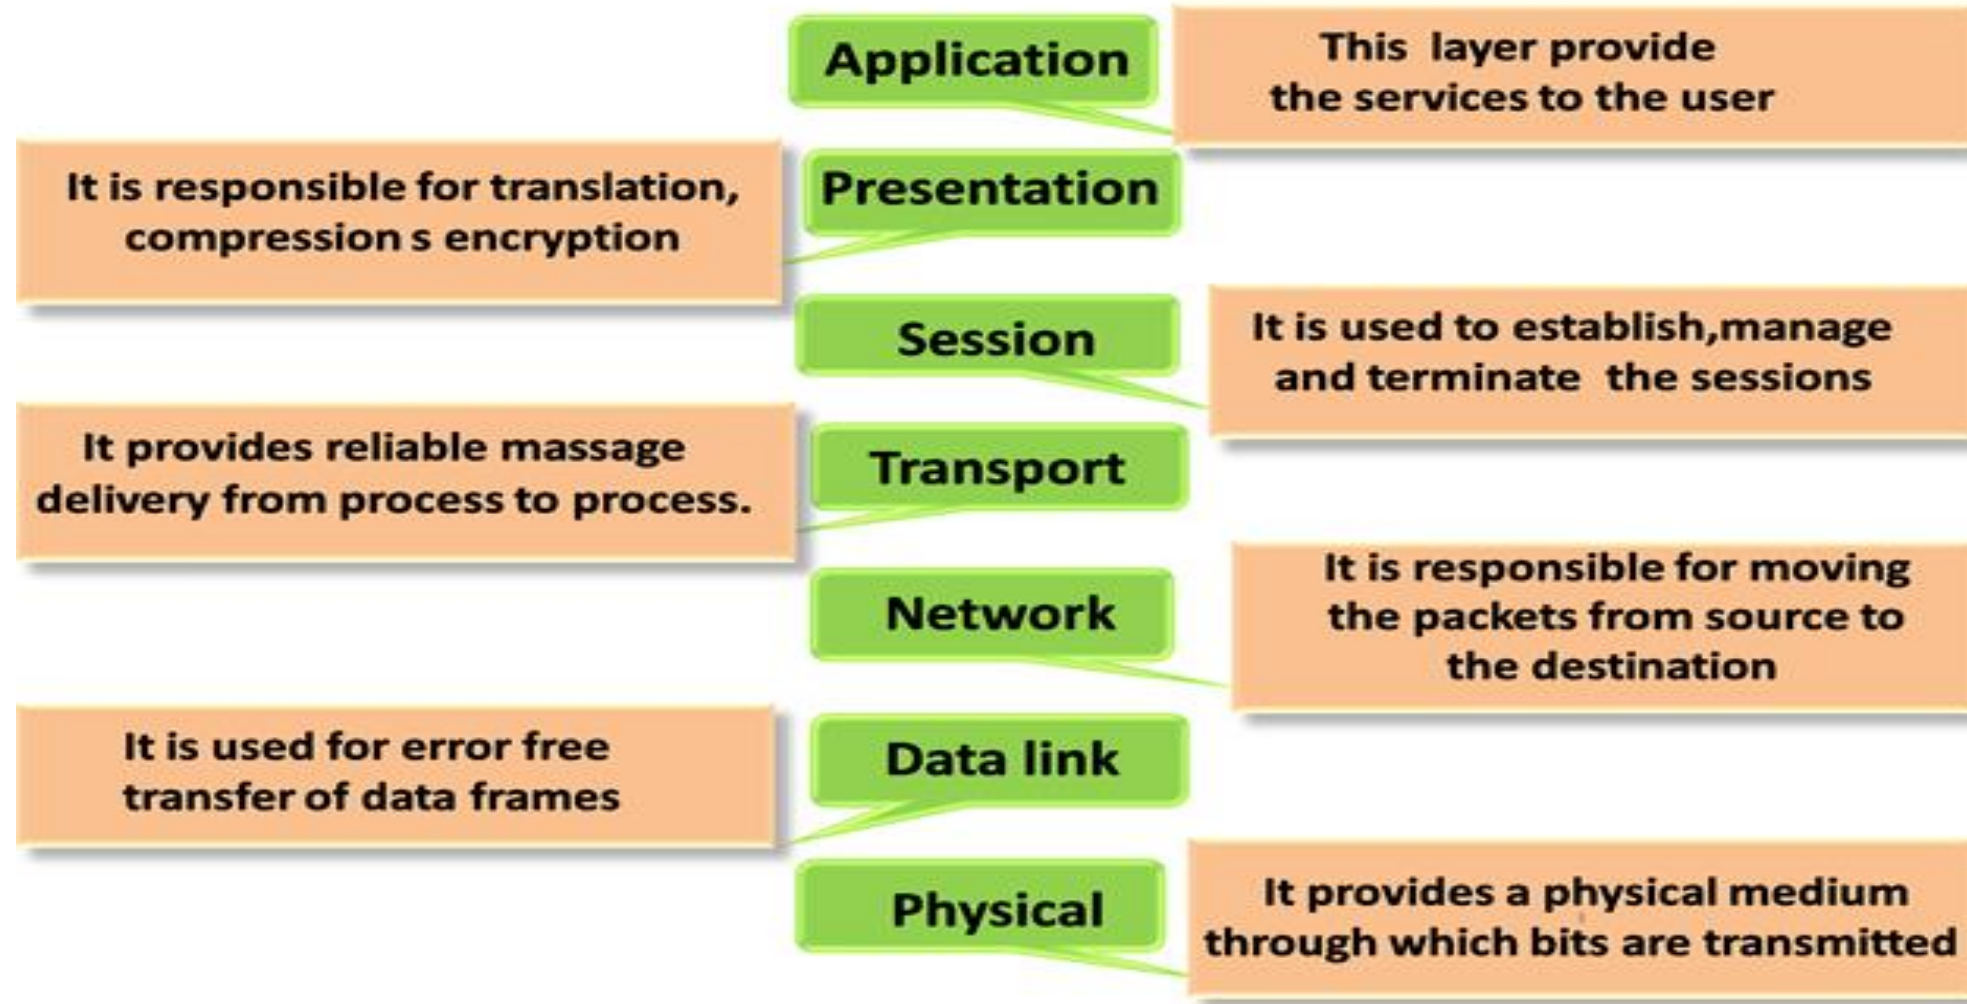 Application
This layer provide
the services to the user
Presentation
It is responsible for translation,
compression s encryption
Session
It is used to establish,manage
and terminate the sessions
Transport
It provides reliable massage
delivery from process to process.
Network
It is responsible for moving
the packets from source to
the destination
Data link
It is used for error free
transfer of data frames
Physical
It provides a physical medium
through which bits are transmitted